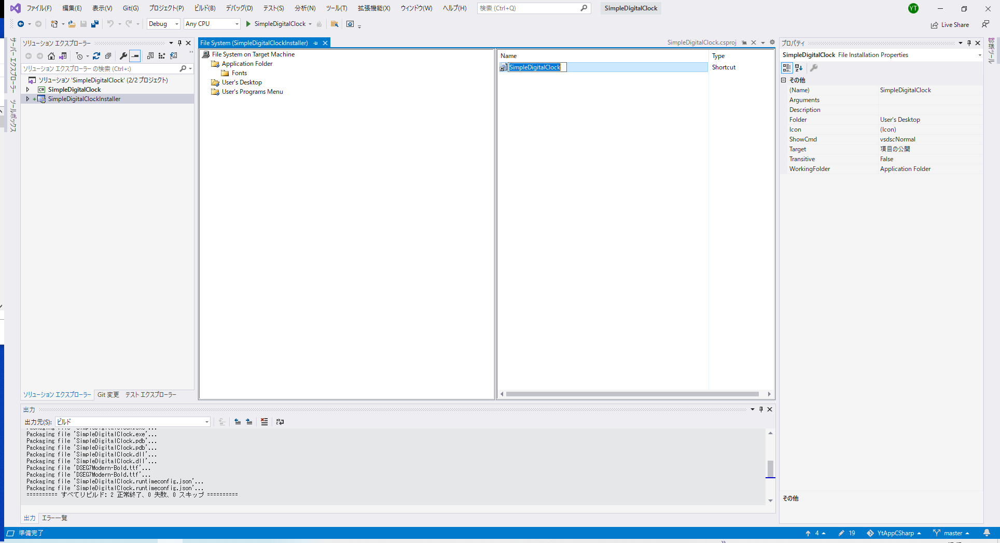 ファイル(F) 編集(E) 表示(V) Git(G) プロジェクト(P) ビルド(B) デバッグ(D) テスト(S) 分析(N) ツール(T) 拡張機能(X) ウィンドウ(W) ヘルプ(H) 検索 (Ctrl+Q) SimpleDigitalClock YT
Debug Any CPU SimpleDigitalClock Live Share
サーバー エクスプローラー
ツールボックス
ソリューション エクスプローラー
ソリューション エクスプローラー の検索 (Ctrl+:)
ソリューション 'SimpleDigitalClock' (2/2 プロジェクト)
SimpleDigitalClock
SimpleDigitalClockInstaller
ソリューション エクスプローラー Git 変更 テスト エクスプローラー
File System (SimpleDigitalClockInstaller) SimpleDigitalClock.csproj
File System on Target Machine
Application Folder
Fonts
User's Desktop
User's Programs Menu
Name Type
SimpleDigitalClock Shortcut
プロパティ
SimpleDigitalClock File Installation Properties
その他
(Name) SimpleDigitalClock
Arguments
Description
Folder User's Desktop
Icon (Icon)
ShowCmd vsdscNormal
Target 項目の公開
Transitive False
WorkingFolder Application Folder
その他
診断ツール
出力
出力元(S): ビルド
Packaging file 'SimpleDigitalClock.exe'...
Packaging file 'SimpleDigitalClock.exe'...
Packaging file 'SimpleDigitalClock.pdb'...
Packaging file 'SimpleDigitalClock.pdb'...
Packaging file 'SimpleDigitalClock.dll'...
Packaging file 'SimpleDigitalClock.dll'...
Packaging file 'DSEG7Modern-Bold.ttf'...
Packaging file 'DSEG7Modern-Bold.ttf'...
Packaging file 'SimpleDigitalClock.runtimeconfig.json'...
Packaging file 'SimpleDigitalClock.runtimeconfig.json'...
========== すべてリビルド: 2 正常終了、0 失敗、0 スキップ ==========
出力 エラー一覧
準備完了 4 19 YtAppCSharp master